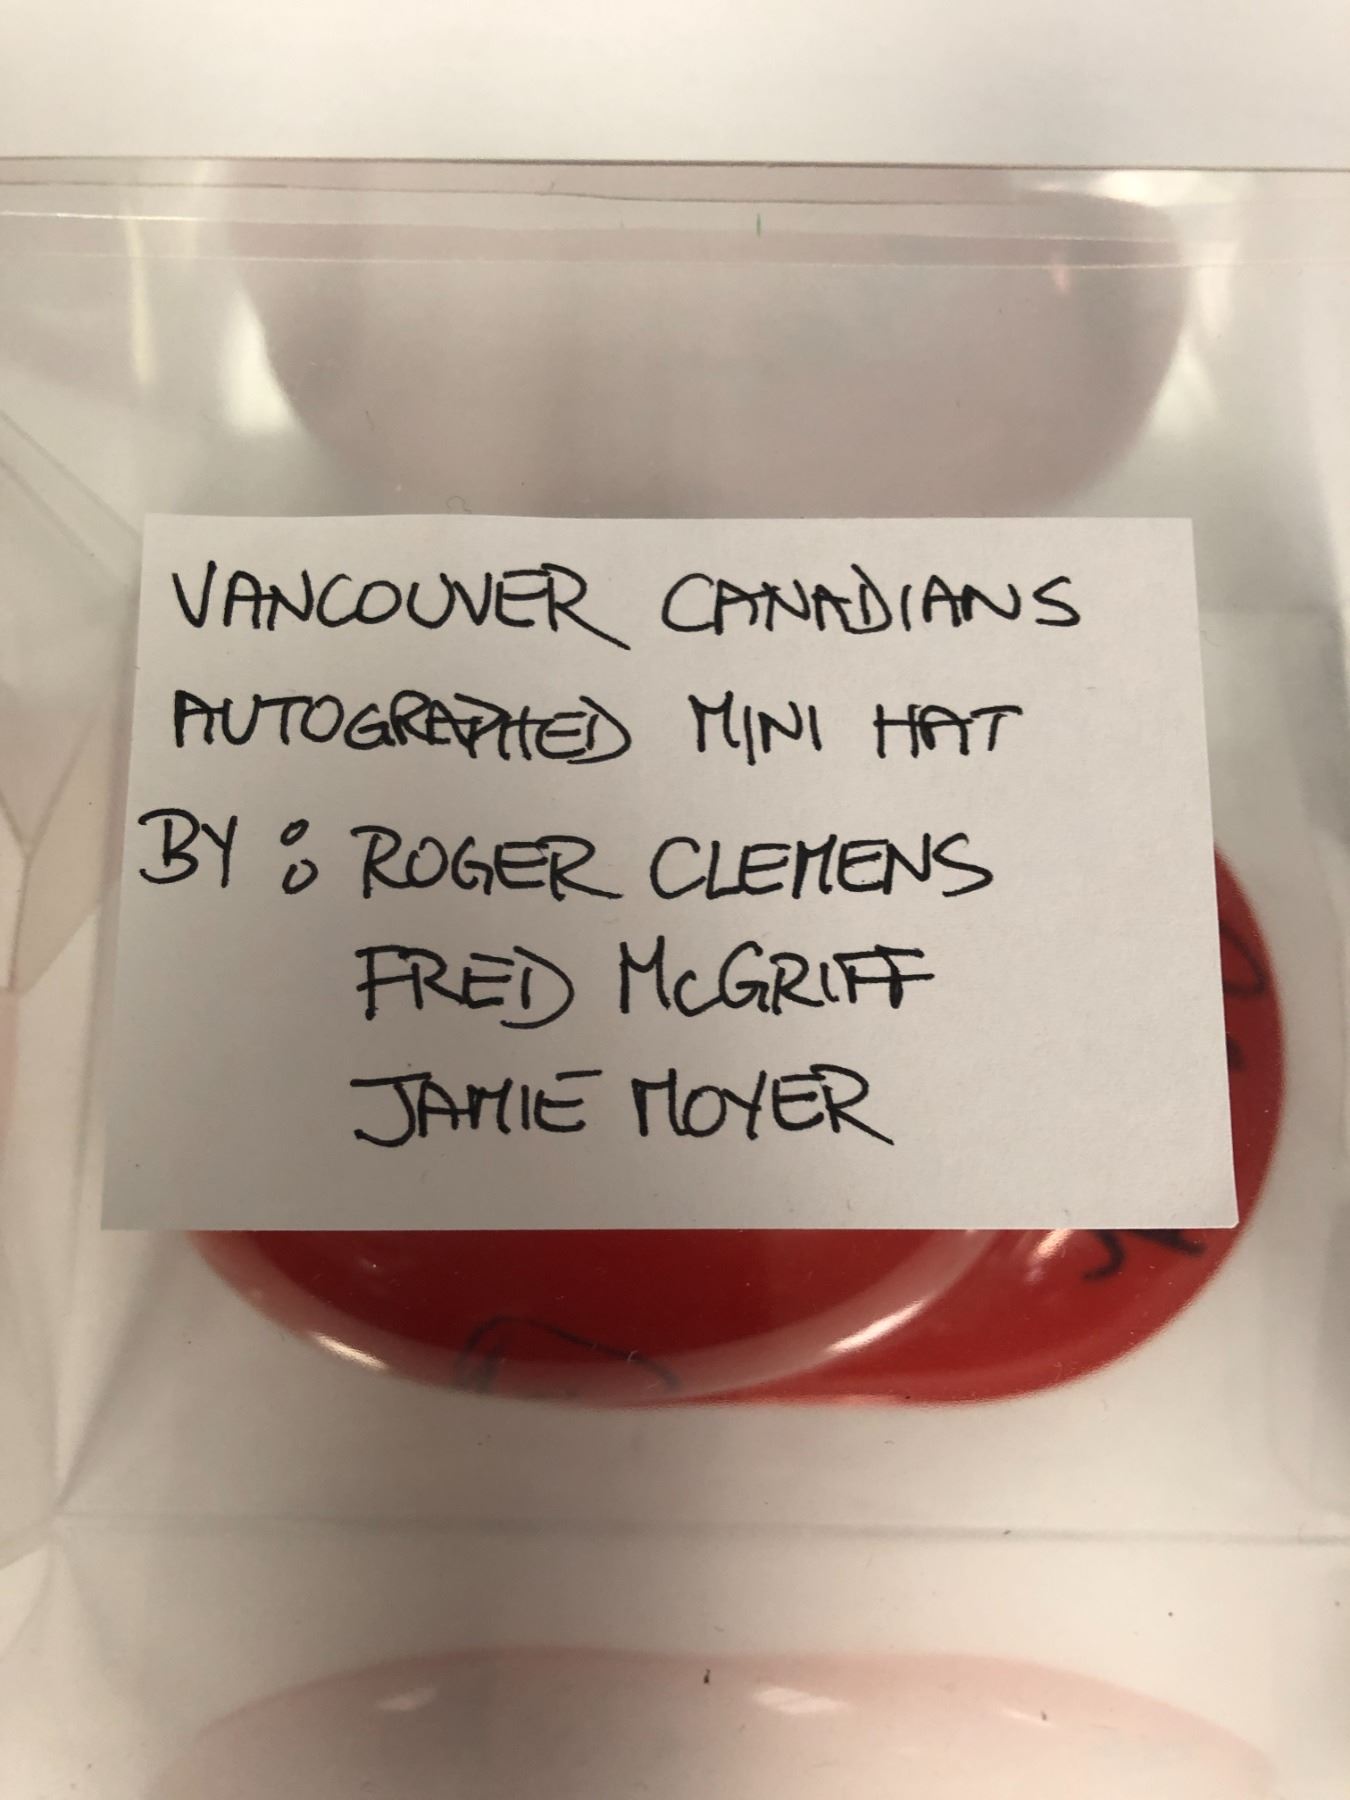 VANCOUVER CANADIANS
AUTOGRAPHED MINI HAT
BY: ROGER CLEMENS
FRED McGRIFF
JAMIE MOYER